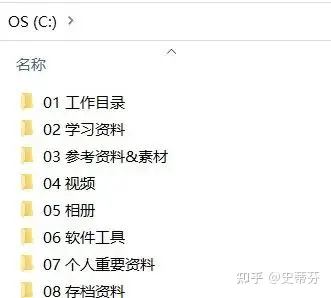 OS (C:)
名称
01 工作目录
02 学习资料
03 参考资料&素材
04 视频
05 相册
06 软件工具
07 个人重要资料
08 存档资料
知乎 @史蒂芬